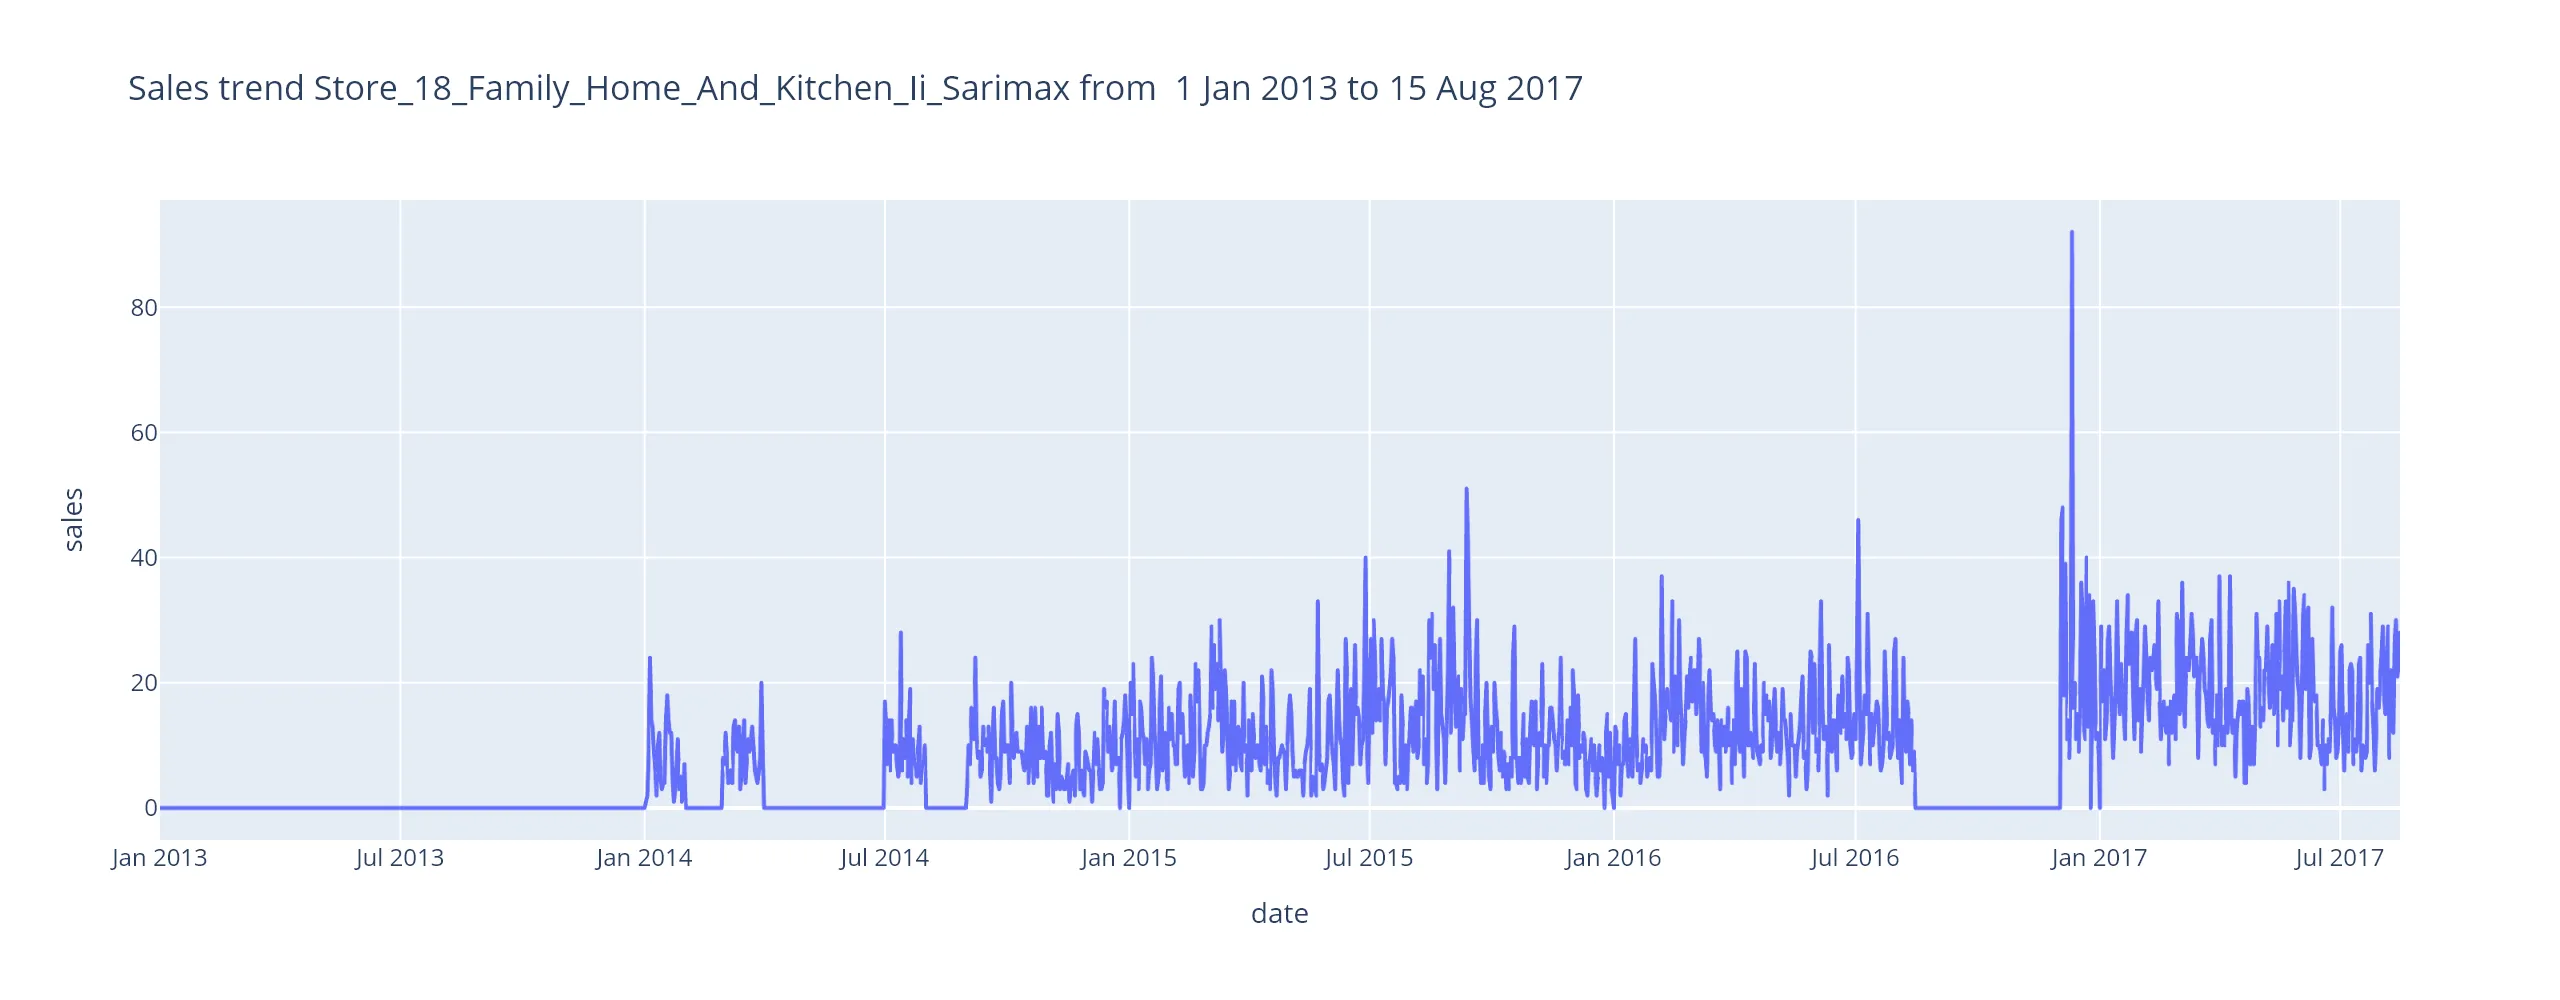 Sales trend Store_18_Family_Home_And_Kitchen_Ii_Sarimax from  1 Jan 2013 to 15 Aug 2017
80
60
40
20
0
sales
Jan 2013 Jul 2013 Jan 2014 Jul 2014 Jan 2015 Jul 2015 Jan 2016 Jul 2016 Jan 2017 Jul 2017
date